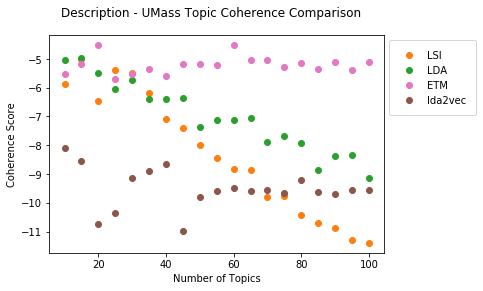 Description - UMass Topic Coherence Comparison
LSI
LDA
ETM
lda2vec
−5
−6
−7
−8
−9
−10
−11
Coherence Score
20
40
60
80
100
Number of Topics